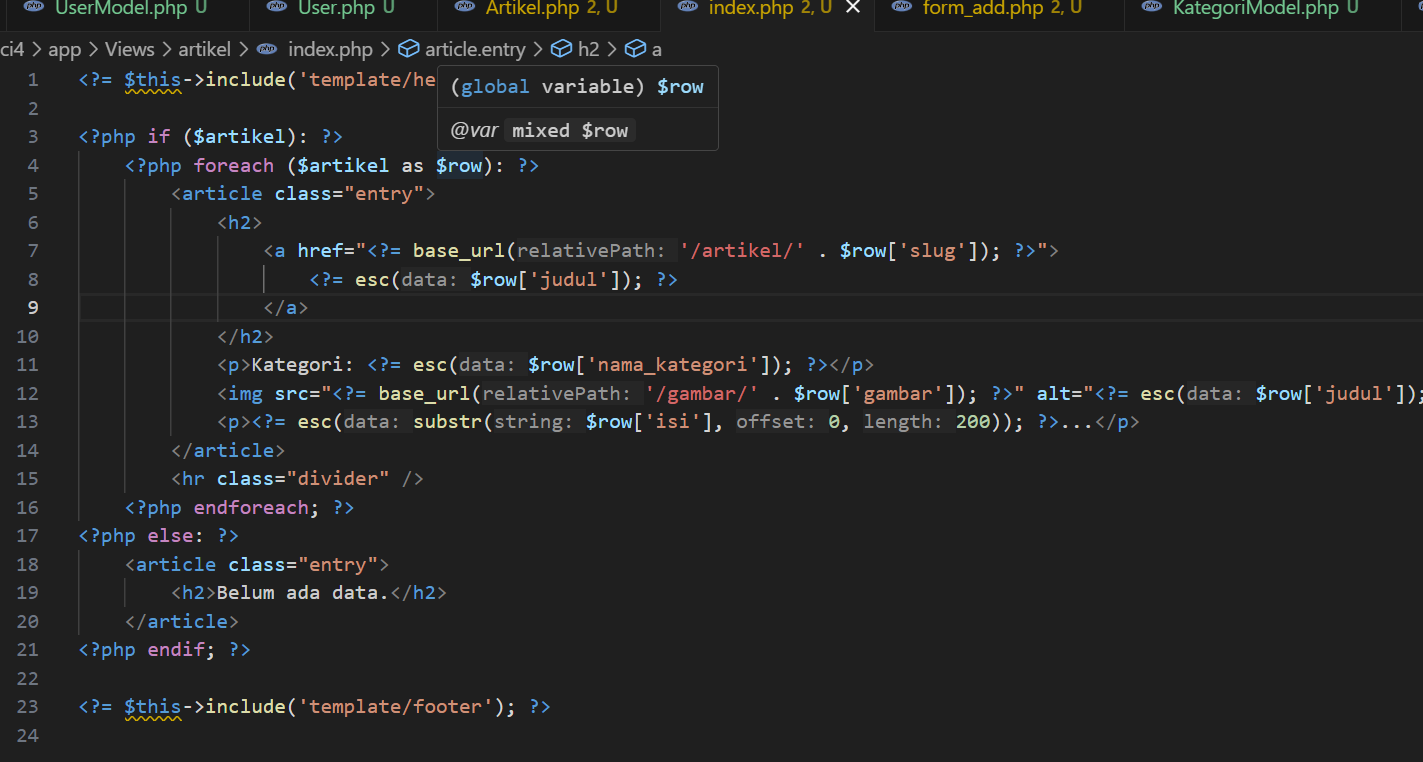 UserModel.php U User.php U Artikel.php 2, U index.php 2, U × form_add.php 2, U KategoriModel.php U
ci4 > app > Views > artikel > index.php > article.entry > h2 > a
1 <?= $this->include('template/he
(global variable) $row
@var mixed $row
2
3 <?php if ($artikel): ?>
4 <?php foreach ($artikel as $row): ?>
5 <article class="entry">
6 <h2>
7 <a href="<?= base_url(relativePath: '/artikel/' . $row['slug']); ?>">
8 <?= esc(data: $row['judul']); ?>
9 </a>
10 </h2>
11 <p>Kategori: <?= esc(data: $row['nama_kategori']); ?></p>
12 <img src="<?= base_url(relativePath: '/gambar/' . $row['gambar']); ?>" alt="<?= esc(data: $row['judul']);
13 <p><?= esc(data: substr(string: $row['isi'], offset: 0, length: 200)); ?>...</p>
14 </article>
15 <hr class="divider" />
16 <?php endforeach; ?>
17 <?php else: ?>
18 <article class="entry">
19 <h2>Belum ada data.</h2>
20 </article>
21 <?php endif; ?>
22
23 <?= $this->include('template/footer'); ?>
24